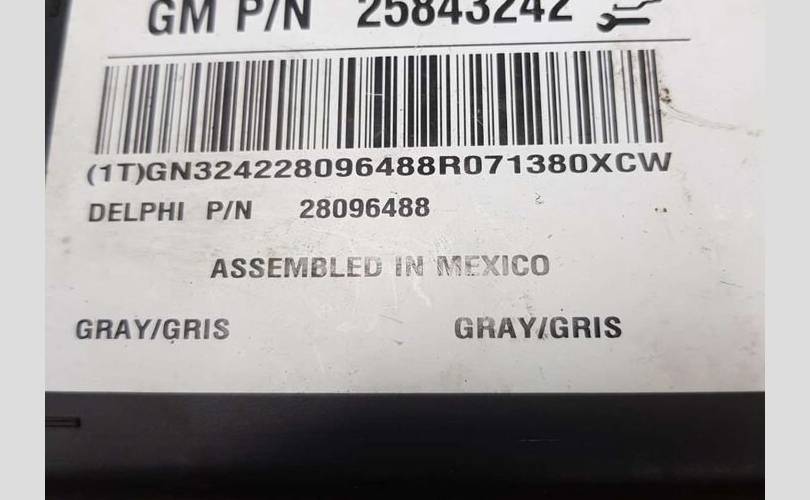 GM P/N 25843242
(1T)GN324228096488R071380XCW
DELPHI P/N 28096488
ASSEMBLED IN MEXICO
GRAY/GRIS GRAY/GRIS